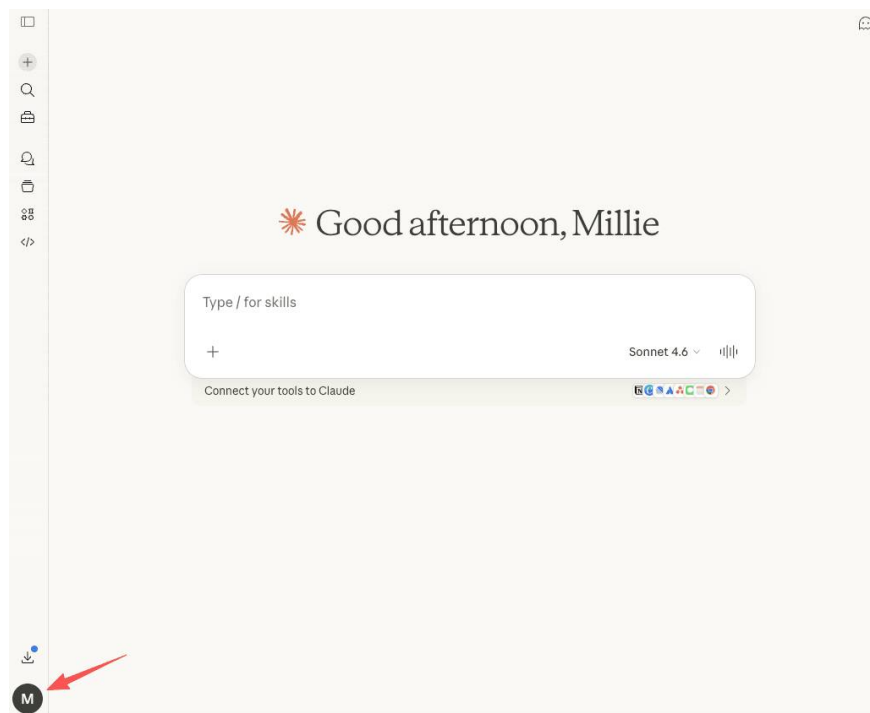 Good afternoon, Millie
Type / for skills
Sonnet 4.6
Connect your tools to Claude
M